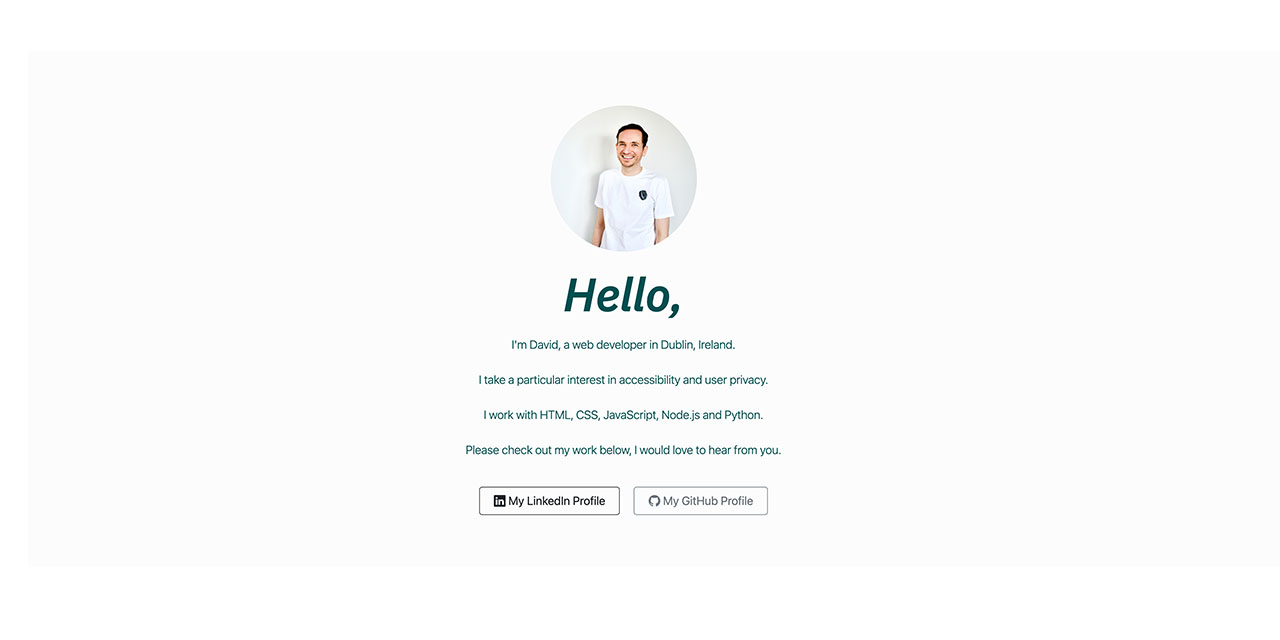 Hello,
I'm David, a web developer in Dublin, Ireland.
I take a particular interest in accessibility and user privacy.
I work with HTML, CSS, JavaScript, Node.js and Python.
Please check out my work below, I would love to hear from you.
in My LinkedIn Profile
My GitHub Profile